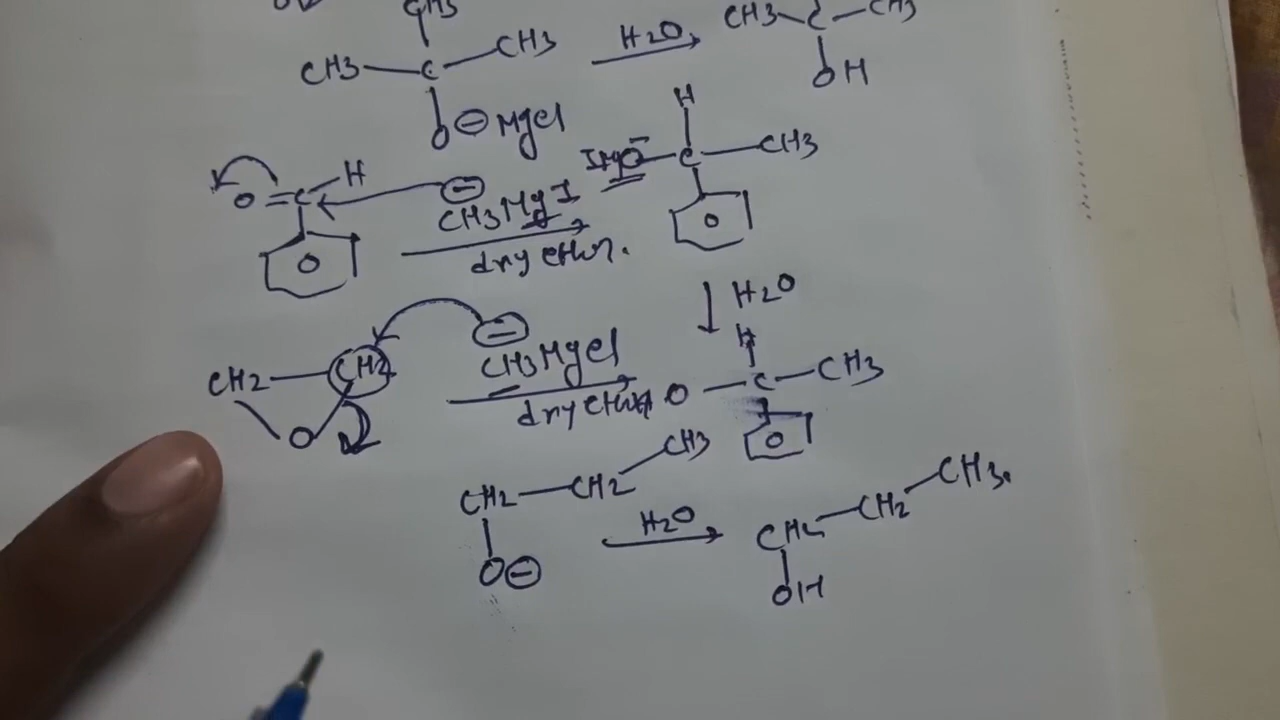 CH3
CH3 C CH3 H2O CH3 C CH3
O⊖ MgCl OH
H
O=C H ⊖ C CH3
CH3MgI
dry ether.
H2O
CH2 CH2 O ⊖
CH3MgCl
dry ether
H
O C CH3
CH2 CH2 CH3
O⊖
H2O
CH2 CH2 CH3.
OH